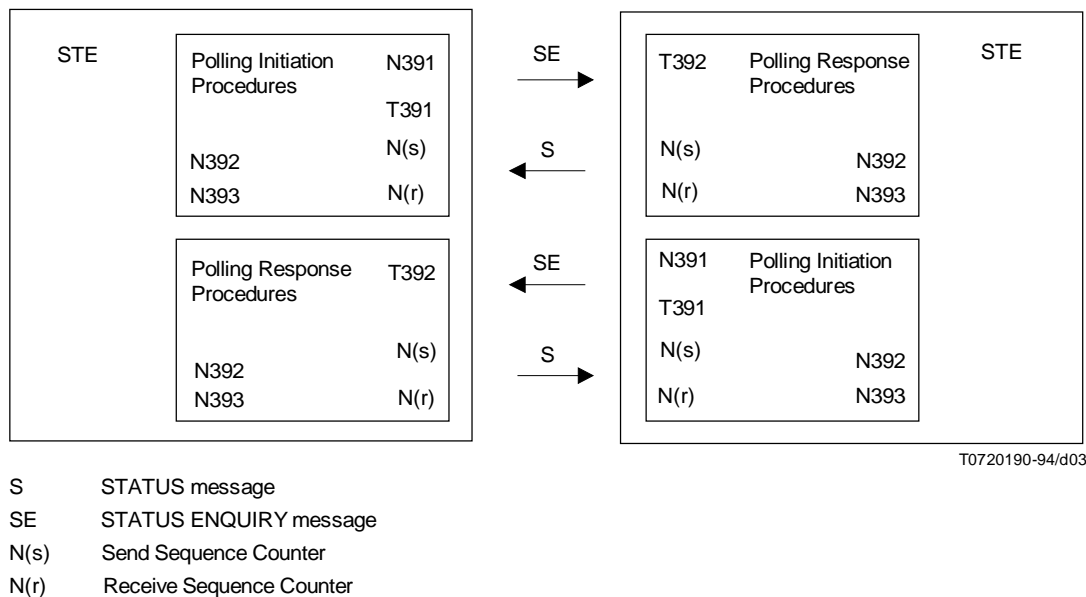 STE
Polling Initiation
Procedures
N391
T391
N(s)
N(r)
N392
N393
SE
S
T392
Polling Response
Procedures
N(s)
N(r)
N392
N393
STE
Polling Response
Procedures
T392
N(s)
N(r)
N392
N393
SE
S
N391
Polling Initiation
Procedures
T391
N(s)
N(r)
N392
N393
T0720190-94/d03
S STATUS message
SE STATUS ENQUIRY message
N(s) Send Sequence Counter
N(r) Receive Sequence Counter